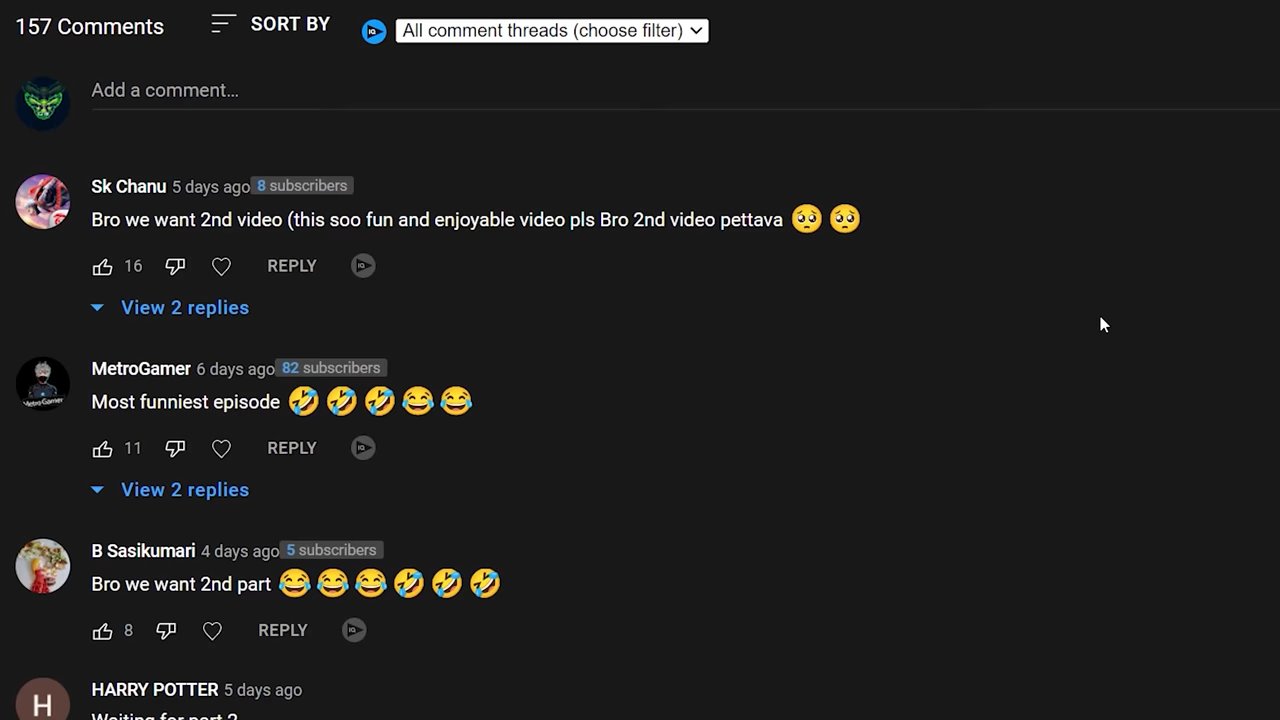 157 Comments
SORT BY
All comment threads (choose filter)
Add a comment...
Sk Chanu 5 days ago 8 subscribers
Bro we want 2nd video (this soo fun and enjoyable video pls Bro 2nd video pettava 🥺 🥺
16 REPLY
View 2 replies
MetroGamer 6 days ago 82 subscribers
Most funniest episode 🤣 🤣 🤣 😂 😂
11 REPLY
View 2 replies
B Sasikumari 4 days ago 5 subscribers
Bro we want 2nd part 😂 😂 😂 🤣 🤣 🤣
8 REPLY
H
HARRY POTTER 5 days ago
Waiting for part 2